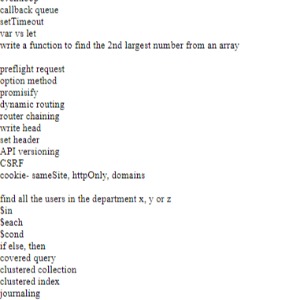 callback queue
setTimeout
var vs let
write a function to find the 2nd largest number from an array
preflight request
option method
promisify
dynamic routing
router chaining
write head
set header
API versioning
CSRF
cookie- sameSite, httpOnly, domains
find all the users in the department x, y or z
$in
$each
$cond
if else, then
covered query
clustered collection
clustered index
journaling